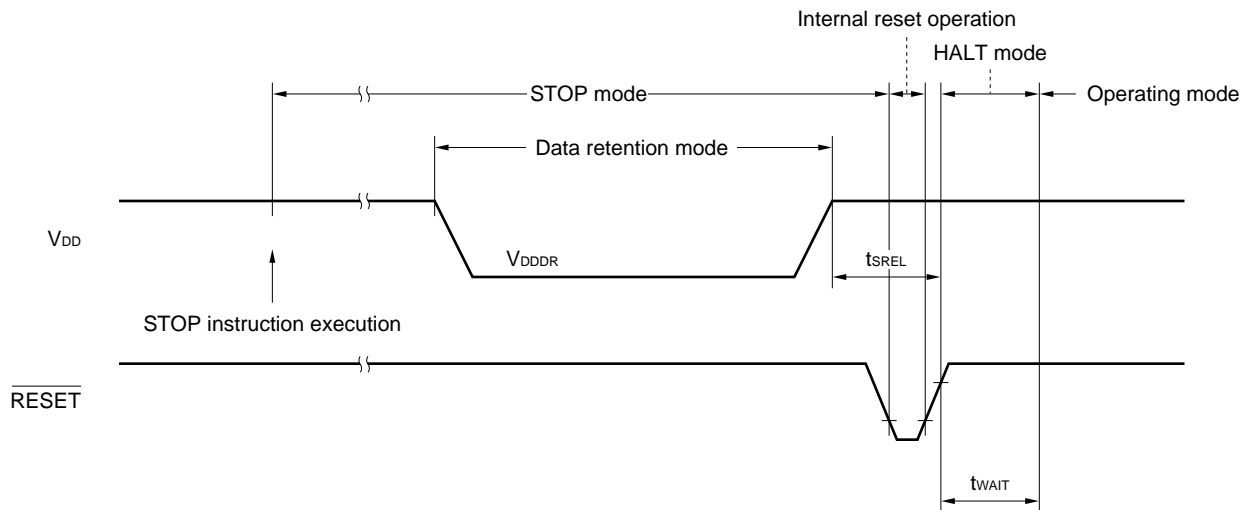 Internal reset operation
HALT mode
STOP mode
Operating mode
Data retention mode
VDD
VDDDR
tSREL
STOP instruction execution
RESET
tWAIT